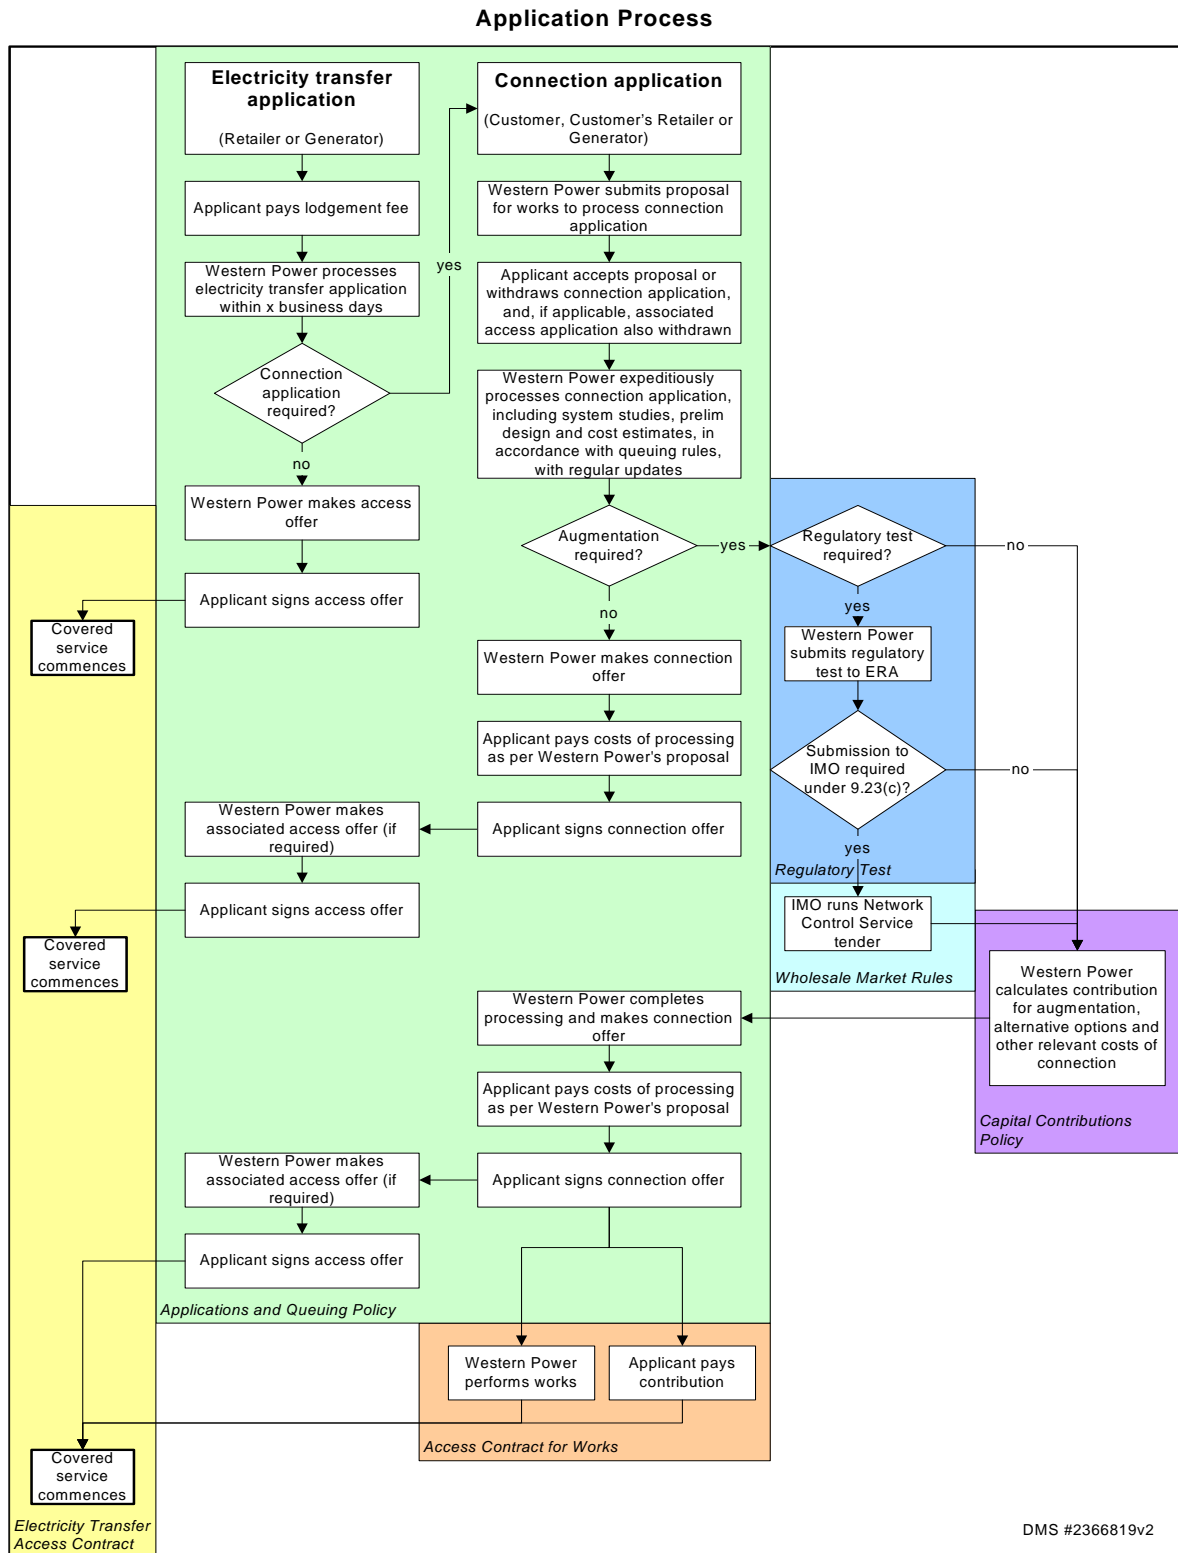 Application Process
Electricity transfer
application
(Retailer or Generator)
Connection application
(Customer, Customer's Retailer or
Generator)
Applicant pays lodgement fee
Western Power submits proposal
for works to process connection
application
Western Power processes
electricity transfer application
within x business days
yes
Applicant accepts proposal or
withdraws connection application,
and, if applicable, associated
access application also withdrawn
Connection
application
required?
Western Power expeditiously
processes connection application,
including system studies, prelim
design and cost estimates, in
accordance with queuing rules,
with regular updates
no
Western Power makes access
offer
Augmentation
required?
yes
Regulatory test
required?
no
Applicant signs access offer
no
yes
Covered
service
commences
Western Power makes connection
offer
Western Power
submits regulatory
test to ERA
Applicant pays costs of processing
as per Western Power's proposal
Submission to
IMO required
under 9.23(c)?
no
Western Power makes
associated access offer (if
required)
Applicant signs connection offer
yes
Regulatory Test
Applicant signs access offer
IMO runs Network
Control Service
tender
Covered
service
commences
Wholesale Market Rules
Western Power
calculates contribution
for augmentation,
alternative options and
other relevant costs of
connection
Western Power completes
processing and makes connection
offer
Applicant pays costs of processing
as per Western Power's proposal
Capital Contributions
Policy
Western Power makes
associated access offer (if
required)
Applicant signs connection offer
Applicant signs access offer
Applications and Queuing Policy
Western Power
performs works
Applicant pays
contribution
Access Contract for Works
Covered
service
commences
Electricity Transfer
Access Contract
DMS #2366819v2